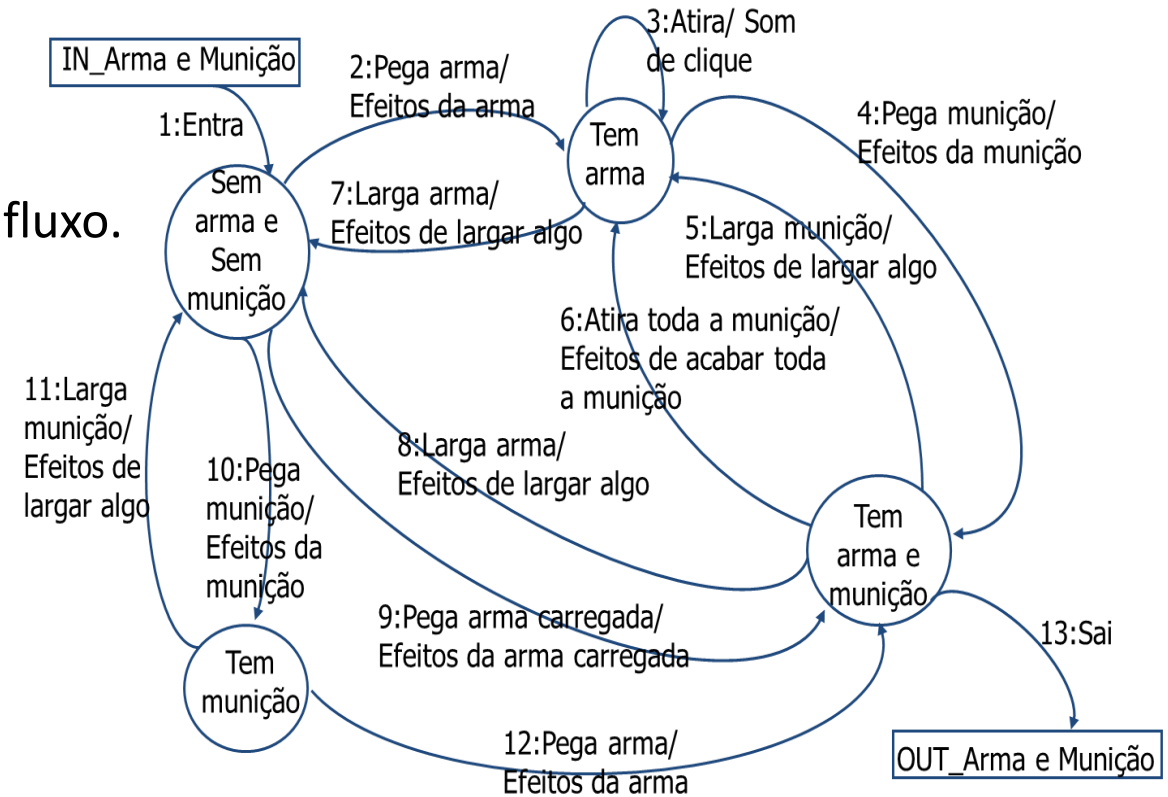 IN_Arma e Munição
1:Entra
2:Pega arma/
Efeitos da arma
3:Atira/ Som
de clique
4:Pega munição/
Efeitos da munição
Tem
arma
Sem
arma e
Sem
munição
fluxo.
7:Larga arma/
Efeitos de largar algo
5:Larga munição/
Efeitos de largar algo
6:Atira toda a munição/
Efeitos de acabar toda
a munição
11:Larga
munição/
Efeitos de
largar algo
10:Pega
munição/
Efeitos da
munição
8:Larga arma/
Efeitos de largar algo
Tem
arma e
munição
9:Pega arma carregada/
Efeitos da arma carregada
13:Sai
Tem
munição
12:Pega arma/
Efeitos da arma
OUT_Arma e Munição